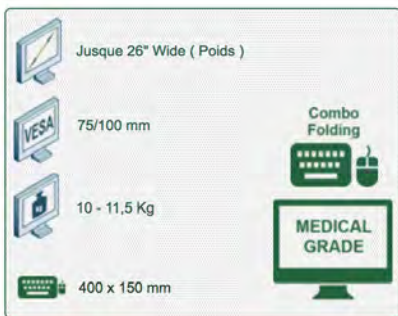 Jusque 26" Wide ( Poids )
VESA
75/100 mm
10 - 11,5 Kg
400 x 150 mm
Combo
Folding
MEDICAL
GRADE